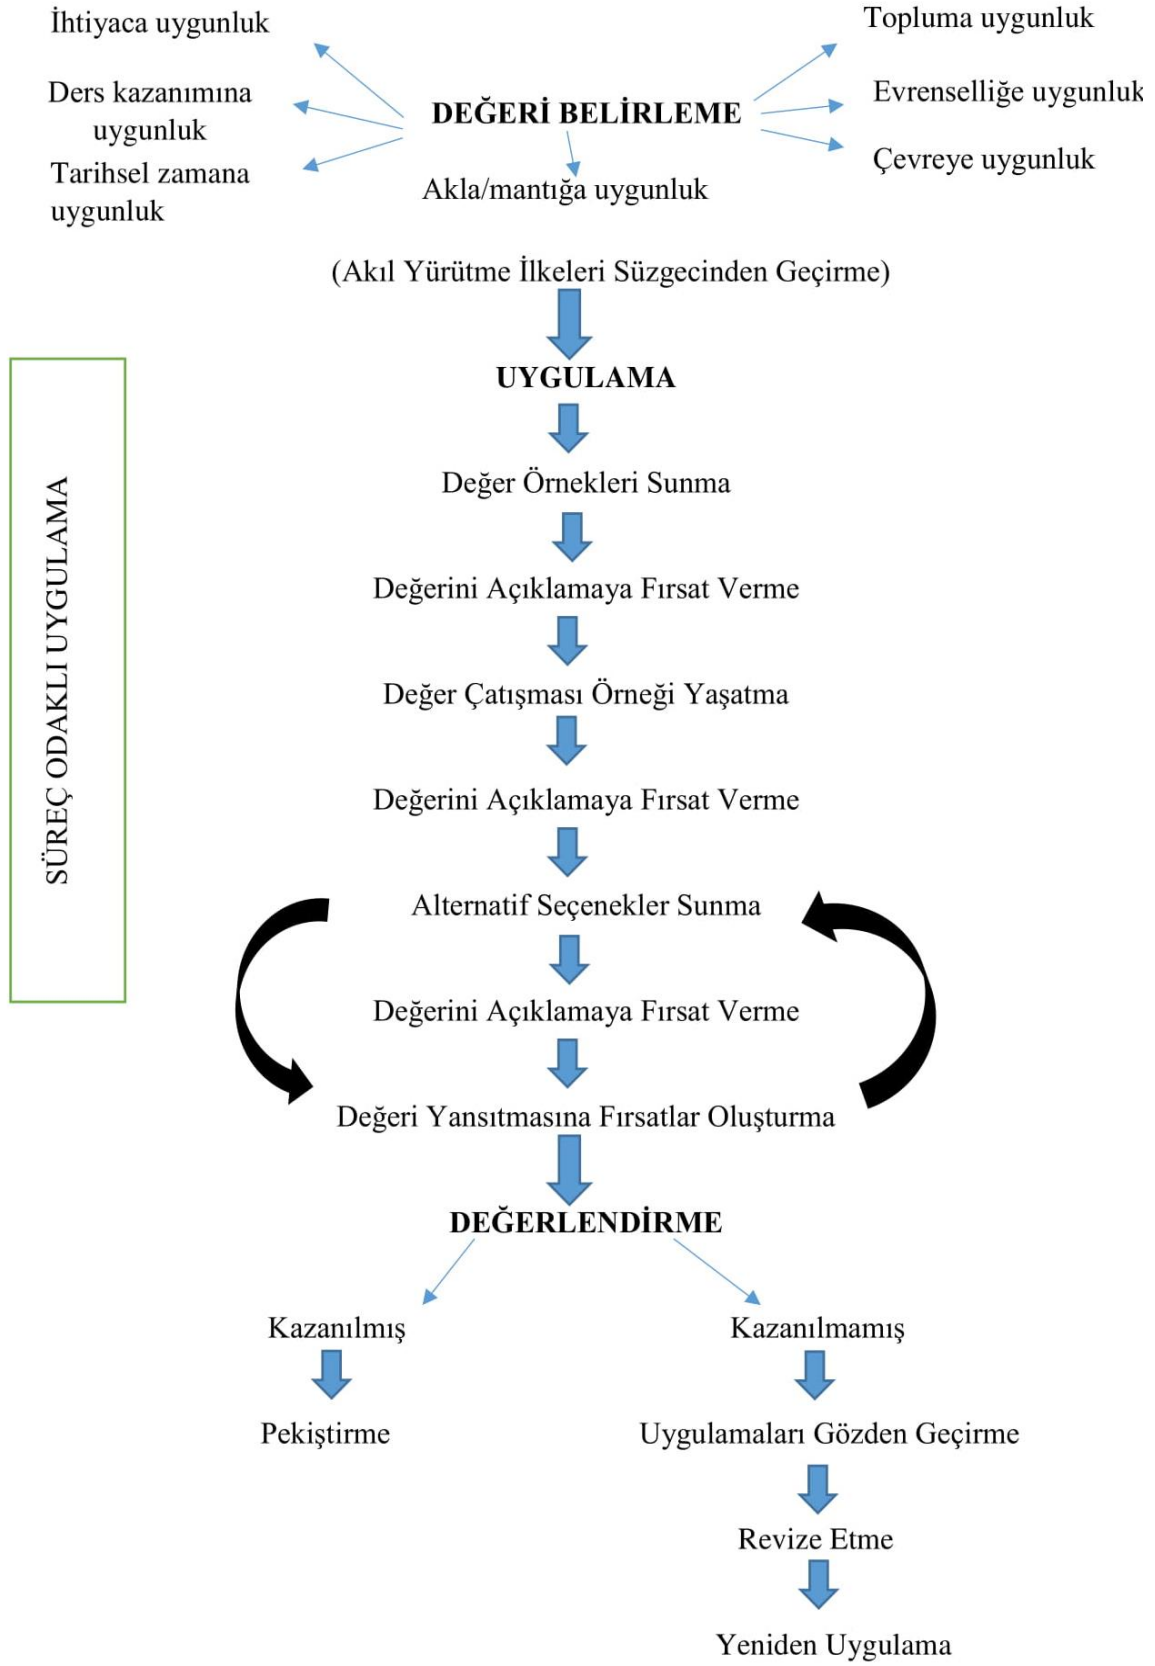 İhtiyaca uygunluk
Topluma uygunluk
Ders kazanımına
uygunluk
DEĞERİ BELİRLEME
Evrenselliğe uygunluk
Tarihsel zamana
uygunluk
Çevreye uygunluk
Akla/mantığa uygunluk
(Akıl Yürütme İlkeleri Süzgecinden Geçirme)
UYGULAMA
SÜREÇ ODAKLI UYGULAMA
Değer Örnekleri Sunma
Değerini Açıklamaya Fırsat Verme
Değer Çatışması Örneği Yaşatma
Değerini Açıklamaya Fırsat Verme
Alternatif Seçenekler Sunma
Değerini Açıklamaya Fırsat Verme
Değeri Yansıtmasına Fırsatlar Oluşturma
DEĞERLENDİRME
Kazanılmış
Kazanılmamış
Pekiştirme
Uygulamaları Gözden Geçirme
Revize Etme
Yeniden Uygulama